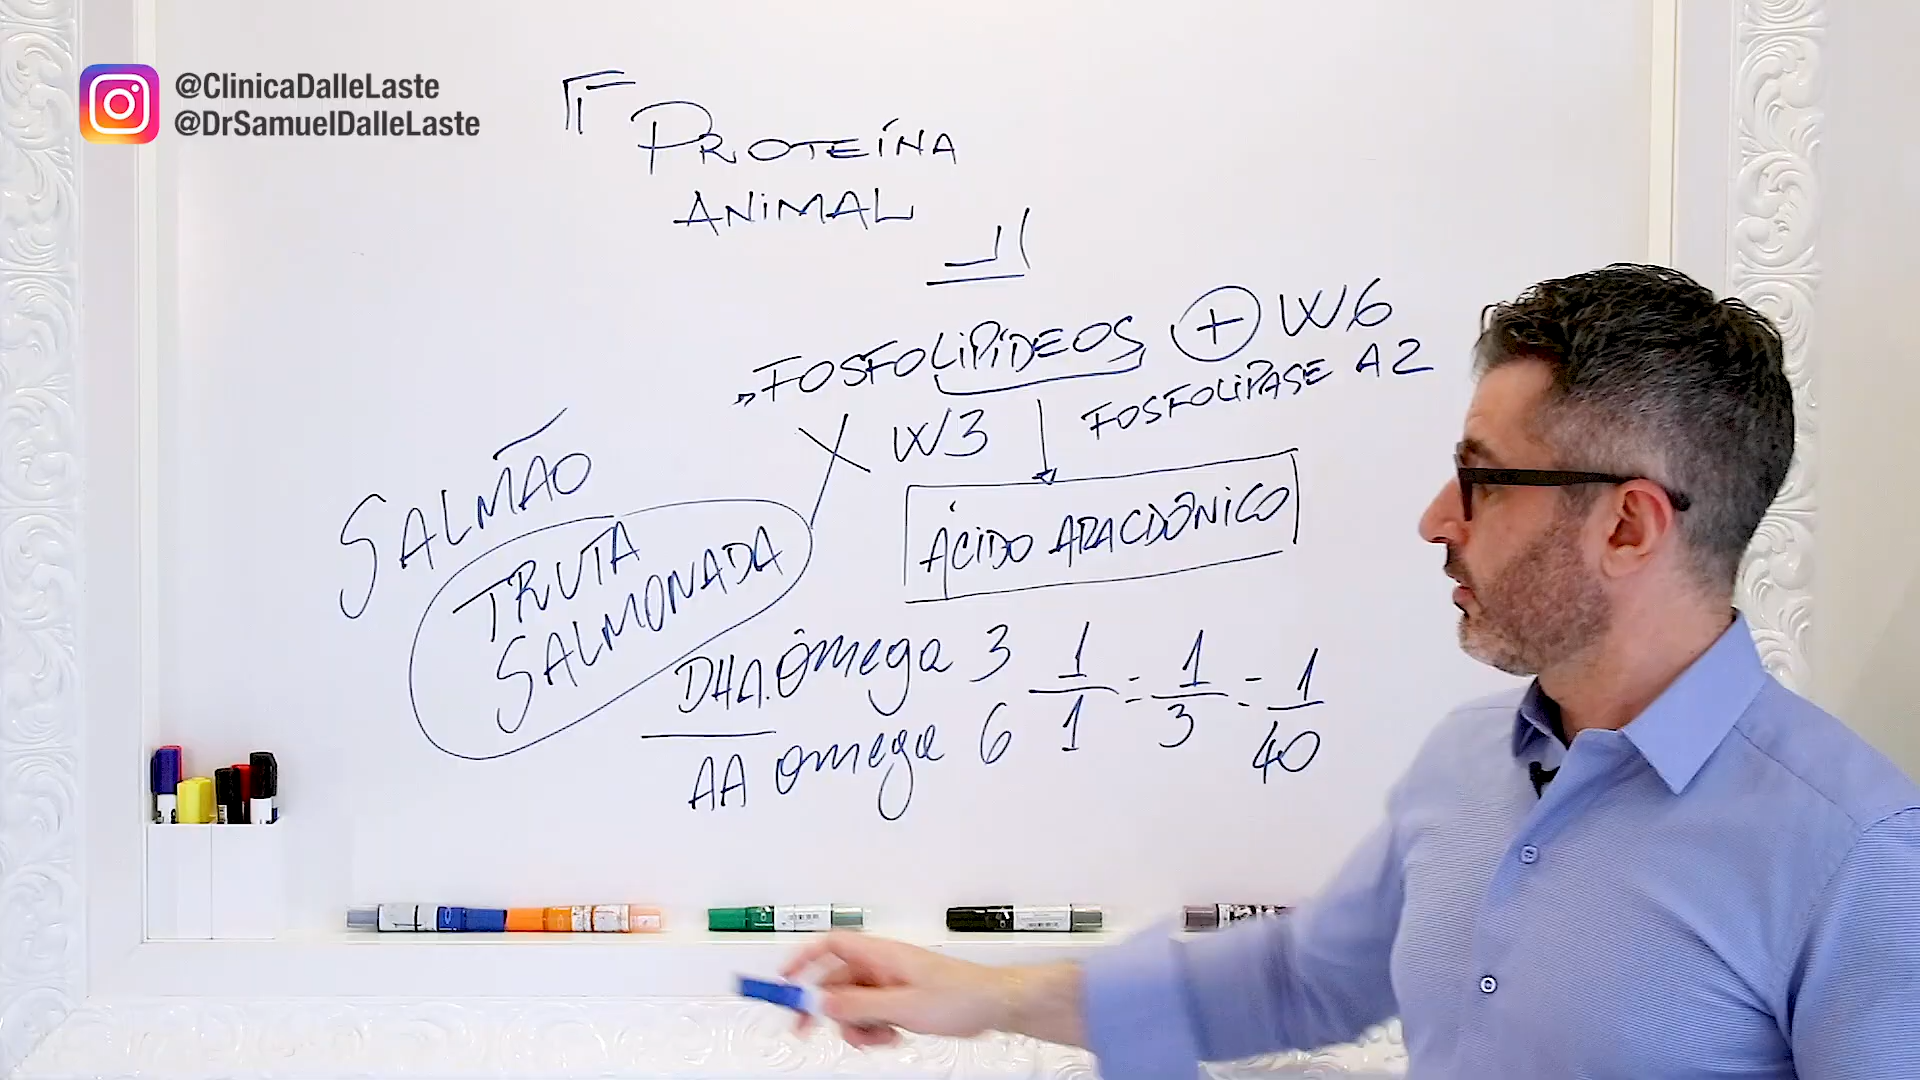 @ClinicaDalleLaste
@DrSamuelDalleLaste
PROTEÍNA
ANIMAL
FOSFOLIPÍDEOS + W6
FOSFOLIPASE A2
X W3
SALMÃO
TRUTA
SALMONADA
ÁCIDO ARACDÔNICO
DHA. Ômega 3 1/1 = 1/3 = 1/40
AA omega 6